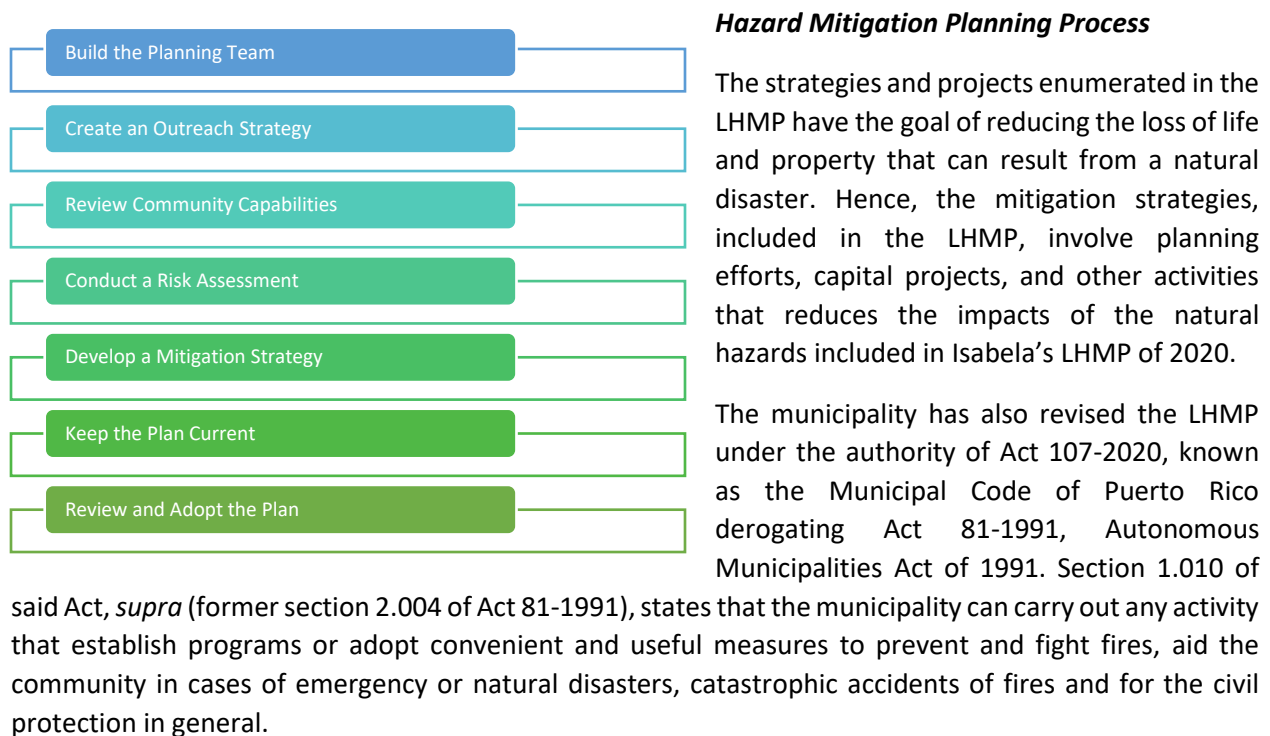 Build the Planning Team
Create an Outreach Strategy
Review Community Capabilities
Conduct a Risk Assessment
Develop a Mitigation Strategy
Keep the Plan Current
Review and Adopt the Plan
Hazard Mitigation Planning Process
The strategies and projects enumerated in the
LHMP have the goal of reducing the loss of life
and property that can result from a natural
disaster. Hence, the mitigation strategies,
included in the LHMP, involve planning
efforts, capital projects, and other activities
that reduces the impacts of the natural
hazards included in Isabela’s LHMP of 2020.
The municipality has also revised the LHMP
under the authority of Act 107-2020, known
as the Municipal Code of Puerto Rico
derogating Act 81-1991, Autonomous
Municipalities Act of 1991. Section 1.010 of
said Act, supra (former section 2.004 of Act 81-1991), states that the municipality can carry out any activity
that establish programs or adopt convenient and useful measures to prevent and fight fires, aid the
community in cases of emergency or natural disasters, catastrophic accidents of fires and for the civil
protection in general.